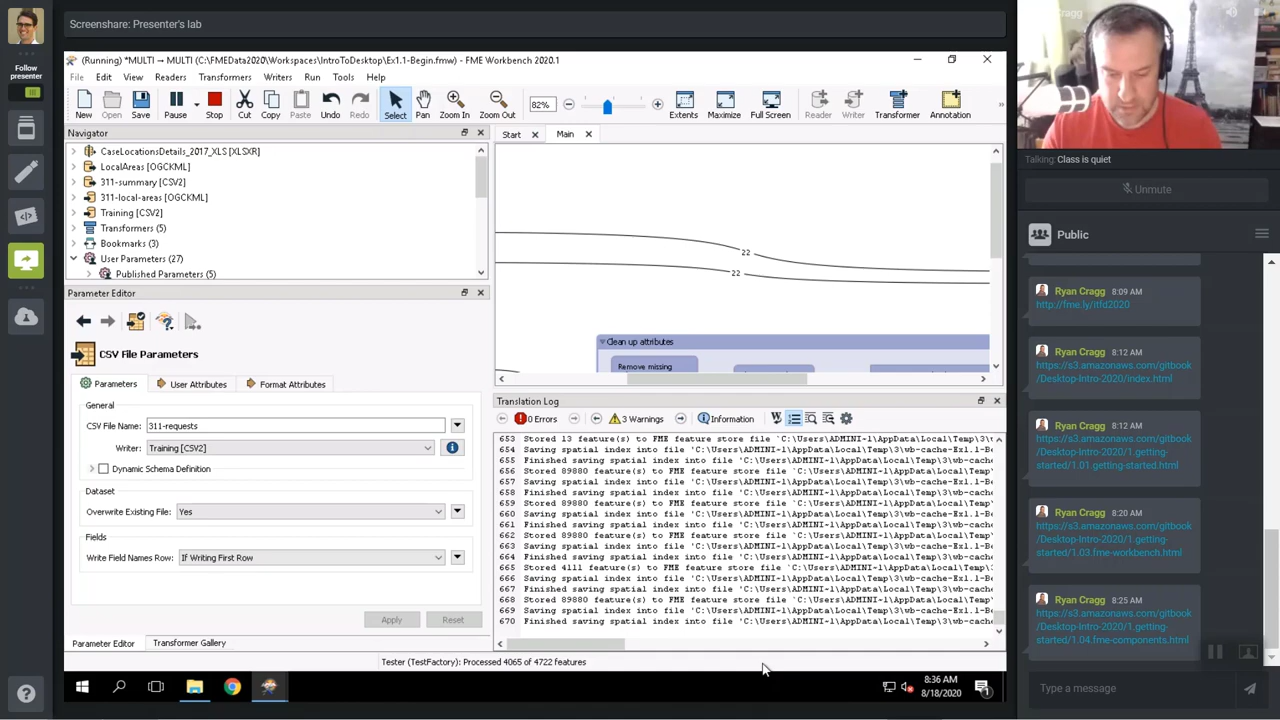 Screenshare: Presenter's lab
Follow
presenter
(Running) *MULTI → MULTI (C:\FMEData2020\Workspaces\IntroToDesktop\Ex1.1-Begin.fmw) - FME Workbench 2020.1
File Edit View Readers Transformers Writers Run Tools Help
New Open Save Pause Stop Cut Copy Paste Undo Redo Select Pan Zoom In Zoom Out 82% Extents Maximize Full Screen Reader Writer Transformer Annotation
Navigator
CaseLocationsDetails_2017_XLS [XLSXR]
LocalAreas [OGCKML]
311-summary [CSV2]
311-local-areas [OGCKML]
Training [CSV2]
Transformers (5)
Bookmarks (3)
User Parameters (27)
Published Parameters (5)
Start Main
22
22
Clean up attributes
Remove missing
Parameter Editor
CSV File Parameters
Parameters User Attributes Format Attributes
General
CSV File Name: 311-requests
Writer: Training [CSV2]
Dynamic Schema Definition
Dataset
Overwrite Existing File: Yes
Fields
Write Field Names Row: If Writing First Row
Apply Reset
Parameter Editor Transformer Gallery
Translation Log
0 Errors 3 Warnings Information
653 Stored 13 feature(s) to FME feature store file `C:\Users\ADMINI~1\AppData\Local\Temp\3\w
654 Saving spatial index into file 'C:\Users\ADMINI~1\AppData\Local\Temp\3\wb-cache-Ex1.1-Be
655 Finished saving spatial index into file 'C:\Users\ADMINI~1\AppData\Local\Temp\3\wb-cache
656 Stored 89880 feature(s) to FME feature store file `C:\Users\ADMINI~1\AppData\Local\Temp\
657 Saving spatial index into file 'C:\Users\ADMINI~1\AppData\Local\Temp\3\wb-cache-Ex1.1-Be
658 Finished saving spatial index into file 'C:\Users\ADMINI~1\AppData\Local\Temp\3\wb-cache
659 Stored 89880 feature(s) to FME feature store file `C:\Users\ADMINI~1\AppData\Local\Temp\
660 Saving spatial index into file 'C:\Users\ADMINI~1\AppData\Local\Temp\3\wb-cache-Ex1.1-Be
661 Finished saving spatial index into file 'C:\Users\ADMINI~1\AppData\Local\Temp\3\wb-cache
662 Stored 89880 feature(s) to FME feature store file `C:\Users\ADMINI~1\AppData\Local\Temp\
663 Saving spatial index into file 'C:\Users\ADMINI~1\AppData\Local\Temp\3\wb-cache-Ex1.1-Be
664 Finished saving spatial index into file 'C:\Users\ADMINI~1\AppData\Local\Temp\3\wb-cache
665 Stored 4111 feature(s) to FME feature store file `C:\Users\ADMINI~1\AppData\Local\Temp\3
666 Saving spatial index into file 'C:\Users\ADMINI~1\AppData\Local\Temp\3\wb-cache-Ex1.1-Be
667 Finished saving spatial index into file 'C:\Users\ADMINI~1\AppData\Local\Temp\3\wb-cache
668 Stored 89880 feature(s) to FME feature store file `C:\Users\ADMINI~1\AppData\Local\Temp\
669 Saving spatial index into file 'C:\Users\ADMINI~1\AppData\Local\Temp\3\wb-cache-Ex1.1-Be
670 Finished saving spatial index into file 'C:\Users\ADMINI~1\AppData\Local\Temp\3\wb-cache
Tester (TestFactory): Processed 4065 of 4722 features
8:36 AM
8/18/2020
Cragg
Talking: Class is quiet
Unmute
Public
Ryan Cragg 8:09 AM
http://fme.ly/itfd2020
Ryan Cragg 8:12 AM
https://s3.amazonaws.com/gitbook
/Desktop-Intro-2020/index.html
Ryan Cragg 8:12 AM
https://s3.amazonaws.com/gitbook
/Desktop-Intro-2020/1.getting-
started/1.01.getting-started.html
Ryan Cragg 8:20 AM
https://s3.amazonaws.com/gitbook
/Desktop-Intro-2020/1.getting-
started/1.03.fme-workbench.html
Ryan Cragg 8:25 AM
https://s3.amazonaws.com/gitbook
/Desktop-Intro-2020/1.getting-
started/1.04.fme-components.html
Type a message